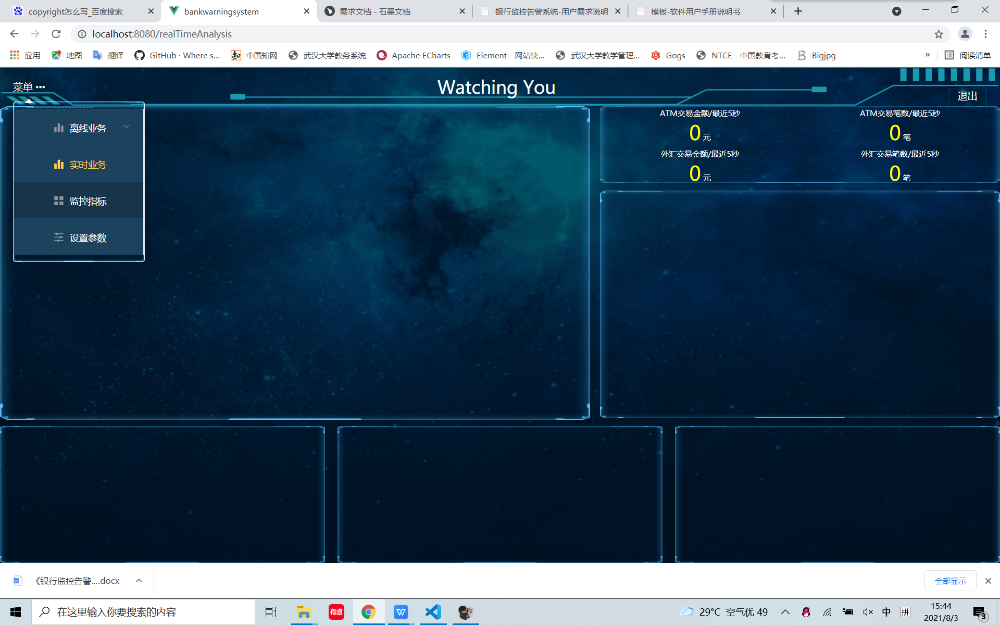 copyright怎么写_百度搜索
bankwarningsystem
需求文档 - 石墨文档
银行监控告警系统-用户需求说明
模板-软件用户手册说明书
localhost:8080/realTimeAnalysis
应用
地图
翻译
GitHub · Where s...
中国知网
武汉大学教务系统
Apache ECharts
Element - 网站快...
武汉大学教学管理...
Gogs
NTCE - 中国教育考...
Bigjpg
»
阅读清单
菜单 •••
Watching You
退出
离线业务
实时业务
监控指标
设置参数
ATM交易金额/最近5秒
0 元
ATM交易笔数/最近5秒
0 笔
外汇交易金额/最近5秒
0 元
外汇交易笔数/最近5秒
0 笔
《银行监控告警....docx
全部显示
在这里输入你要搜索的内容
有道
29°C 空气优 49
中
拼
15:44
2021/8/3
3